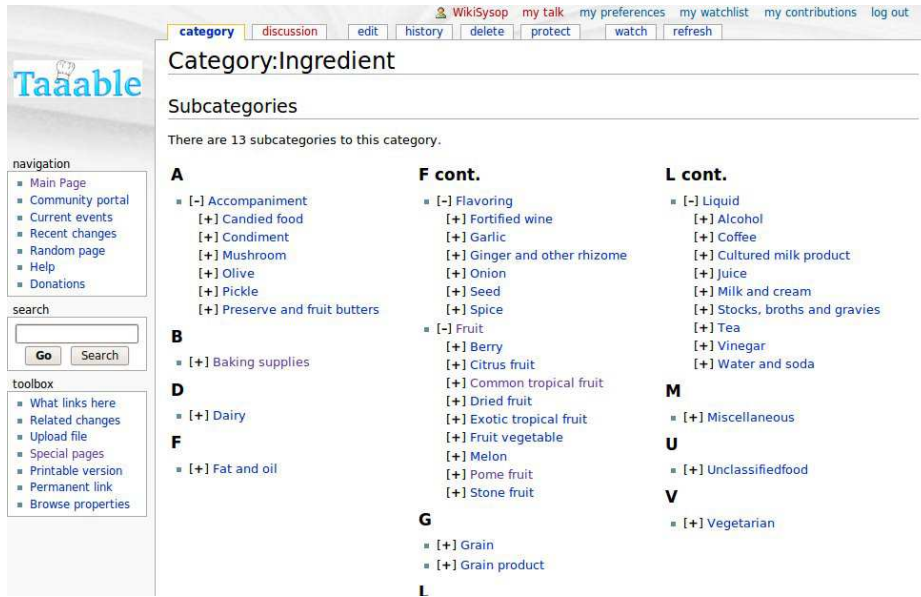 WikiSysop my talk my preferences my watchlist my contributions log out
category discussion edit history delete protect watch refresh
Taaable
navigation
Main Page
Community portal
Current events
Recent changes
Random page
Help
Donations
search
Go Search
toolbox
What links here
Related changes
Upload file
Special pages
Printable version
Permanent link
Browse properties
Category:Ingredient
Subcategories
There are 13 subcategories to this category.
A
[–] Accompaniment
[+] Candied food
[+] Condiment
[+] Mushroom
[+] Olive
[+] Pickle
[+] Preserve and fruit butters
B
[+] Baking supplies
D
[+] Dairy
F
[+] Fat and oil
F cont.
[–] Flavoring
[+] Fortified wine
[+] Garlic
[+] Ginger and other rhizome
[+] Onion
[+] Seed
[+] Spice
[–] Fruit
[+] Berry
[+] Citrus fruit
[+] Common tropical fruit
[+] Dried fruit
[+] Exotic tropical fruit
[+] Fruit vegetable
[+] Melon
[+] Pome fruit
[+] Stone fruit
G
[+] Grain
[+] Grain product
L
L cont.
[–] Liquid
[+] Alcohol
[+] Coffee
[+] Cultured milk product
[+] Juice
[+] Milk and cream
[+] Stocks, broths and gravies
[+] Tea
[+] Vinegar
[+] Water and soda
M
[+] Miscellaneous
U
[+] Unclassifiedfood
V
[+] Vegetarian